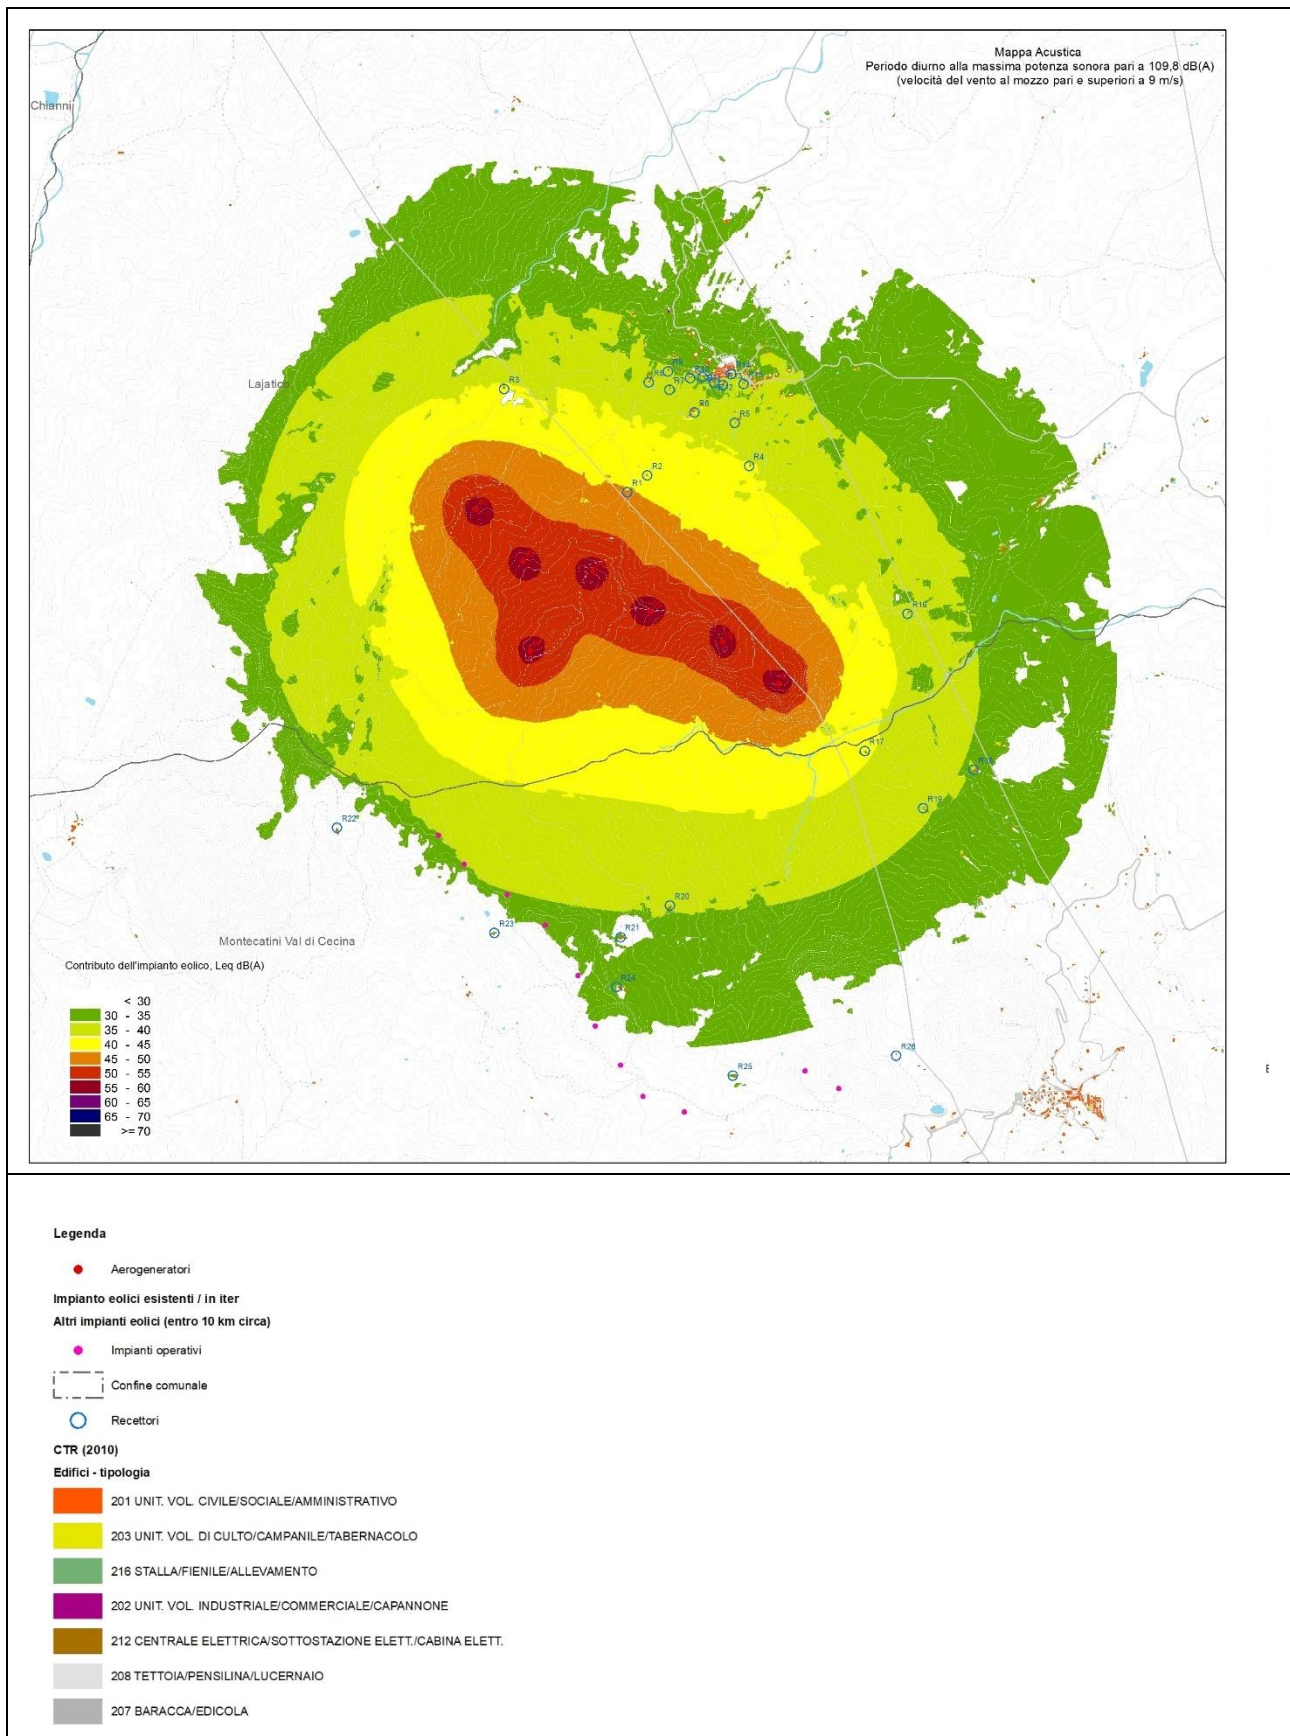 Mappa Acustica
Periodo diurno alla massima potenza sonora pari a 109,8 dB(A)
(velocità del vento al mozzo pari e superiori a 9 m/s)
Chianni
Lajatico
R3
R9
R8
R7
R6
R5
R4
R2
R1
R16
R17
R18
R19
R20
R21
R22
R23
R24
R25
R26
Montecatini Val di Cecina
Contributo dell'impianto eolico, Leq dB(A)
< 30
30 - 35
35 - 40
40 - 45
45 - 50
50 - 55
55 - 60
60 - 65
65 - 70
>= 70
Legenda
Aerogeneratori
Impianto eolici esistenti / in iter
Altri impianti eolici (entro 10 km circa)
Impianti operativi
Confine comunale
Recettori
CTR (2010)
Edifici - tipologia
201 UNIT. VOL. CIVILE/SOCIALE/AMMINISTRATIVO
203 UNIT. VOL. DI CULTO/CAMPANILE/TABERNACOLO
216 STALLA/FIENILE/ALLEVAMENTO
202 UNIT. VOL. INDUSTRIALE/COMMERCIALE/CAPANNONE
212 CENTRALE ELETTRICA/SOTTOSTAZIONE ELETT./CABINA ELETT.
208 TETTOIA/PENSILINA/LUCERNAIO
207 BARACCA/EDICOLA